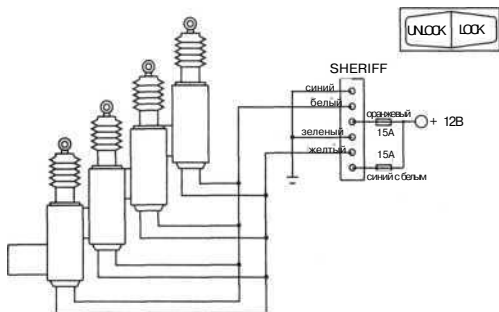 UNLOCK LOCK
SHERIFF
синий
белый
оранжевый
+ 12В
15А
зеленый
желтый
15А
синий с белым